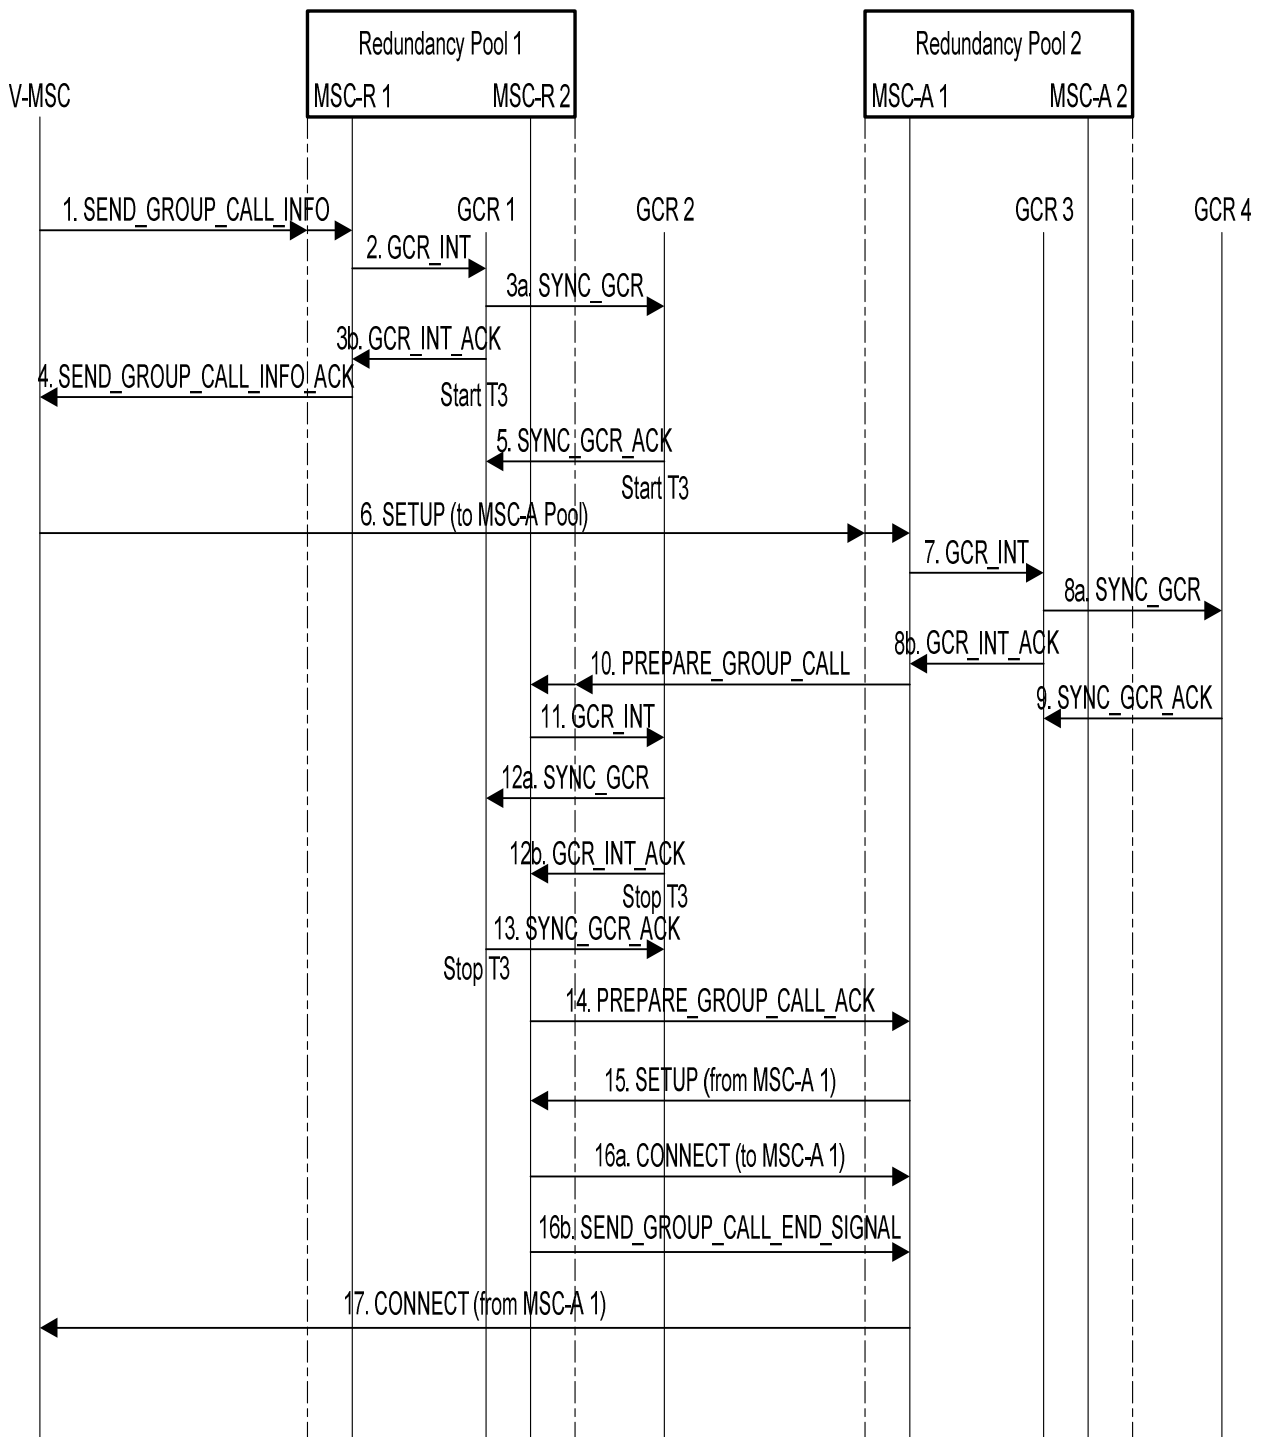 Redundancy Pool 1
Redundancy Pool 2
V-MSC
MSC-R 1
MSC-R 2
MSC-A 1
MSC-A 2
1. SEND_GROUP_CALL_INFO
GCR 1
GCR 2
GCR 3
GCR 4
2. GCR_INT
3a. SYNC_GCR
3b. GCR_INT_ACK
4. SEND_GROUP_CALL_INFO_ACK
Start T3
5. SYNC_GCR_ACK
Start T3
6. SETUP (to MSC-A Pool)
7. GCR_INT
8a. SYNC_GCR
8b. GCR_INT_ACK
10. PREPARE_GROUP_CALL
9. SYNC_GCR_ACK
11. GCR_INT
12a. SYNC_GCR
12b. GCR_INT_ACK
Stop T3
13. SYNC_GCR_ACK
Stop T3
14. PREPARE_GROUP_CALL_ACK
15. SETUP (from MSC-A 1)
16a. CONNECT (to MSC-A 1)
16b. SEND_GROUP_CALL_END_SIGNAL
17. CONNECT (from MSC-A 1)